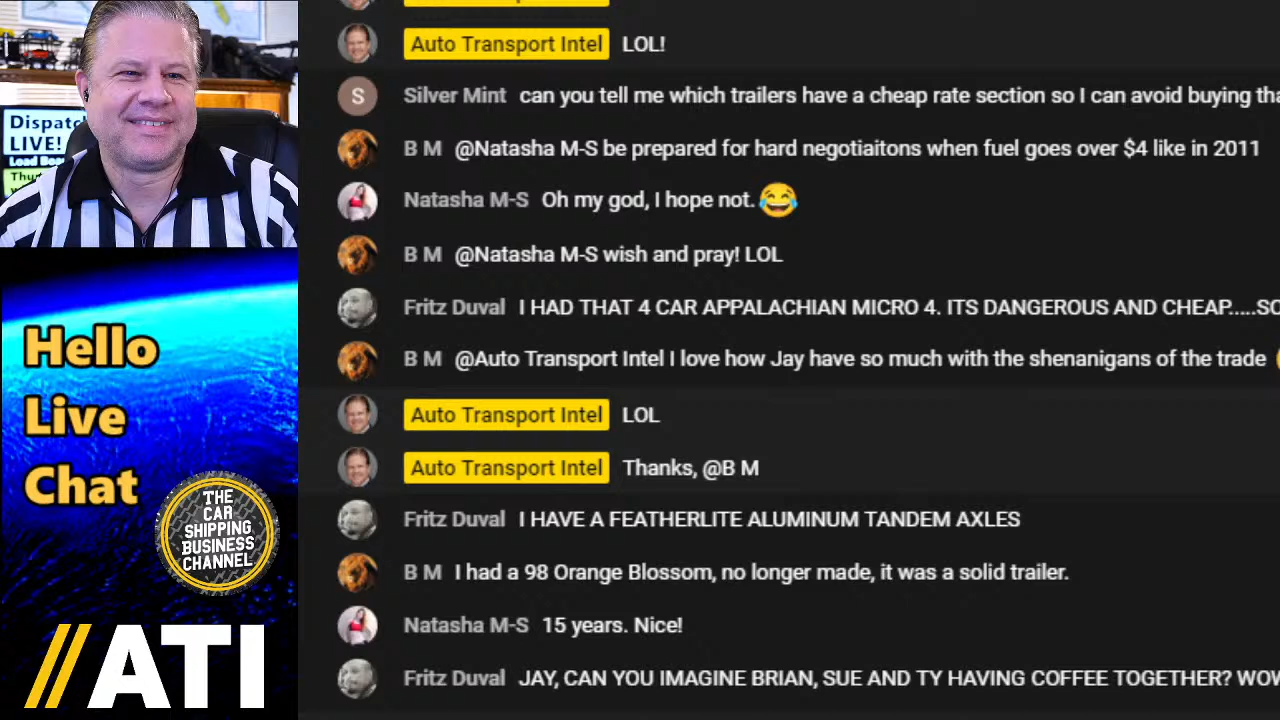 Auto Transport Intel LOL!
Silver Mint can you tell me which trailers have a cheap rate section so I can avoid buying tha
B M @Natasha M-S be prepared for hard negotiaitons when fuel goes over $4 like in 2011
Natasha M-S Oh my god, I hope not. 😂
B M @Natasha M-S wish and pray! LOL
Fritz Duval I HAD THAT 4 CAR APPALACHIAN MICRO 4. ITS DANGEROUS AND CHEAP.....SO
B M @Auto Transport Intel I love how Jay have so much with the shenanigans of the trade
Auto Transport Intel LOL
Auto Transport Intel Thanks, @B M
Fritz Duval I HAVE A FEATHERLITE ALUMINUM TANDEM AXLES
B M I had a 98 Orange Blossom, no longer made, it was a solid trailer.
Natasha M-S 15 years. Nice!
Fritz Duval JAY, CAN YOU IMAGINE BRIAN, SUE AND TY HAVING COFFEE TOGETHER? WOW
S
Dispatc
LIVE!
Load Boa
Thu
Hello
Live
Chat
THE
CAR
SHIPPING
BUSINESS
CHANNEL
//ATI